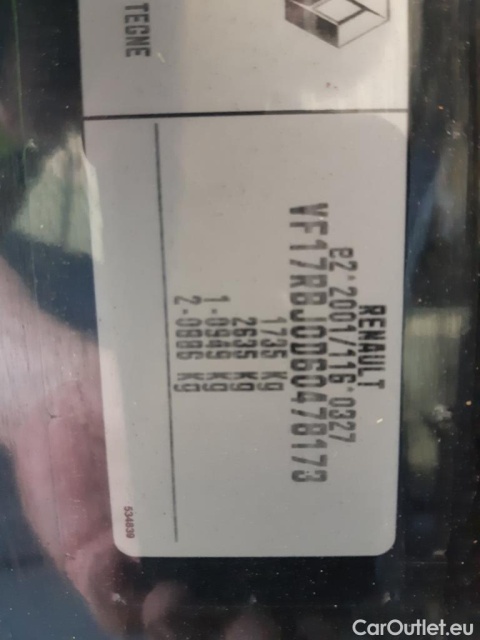 TEGNE
RENAULT
e2*2001/116*0327
VF17RBJ0D60478173
1735 Kg
2635 Kg
1-0949 Kg
2-0886 Kg
534839
CarOutlet.eu